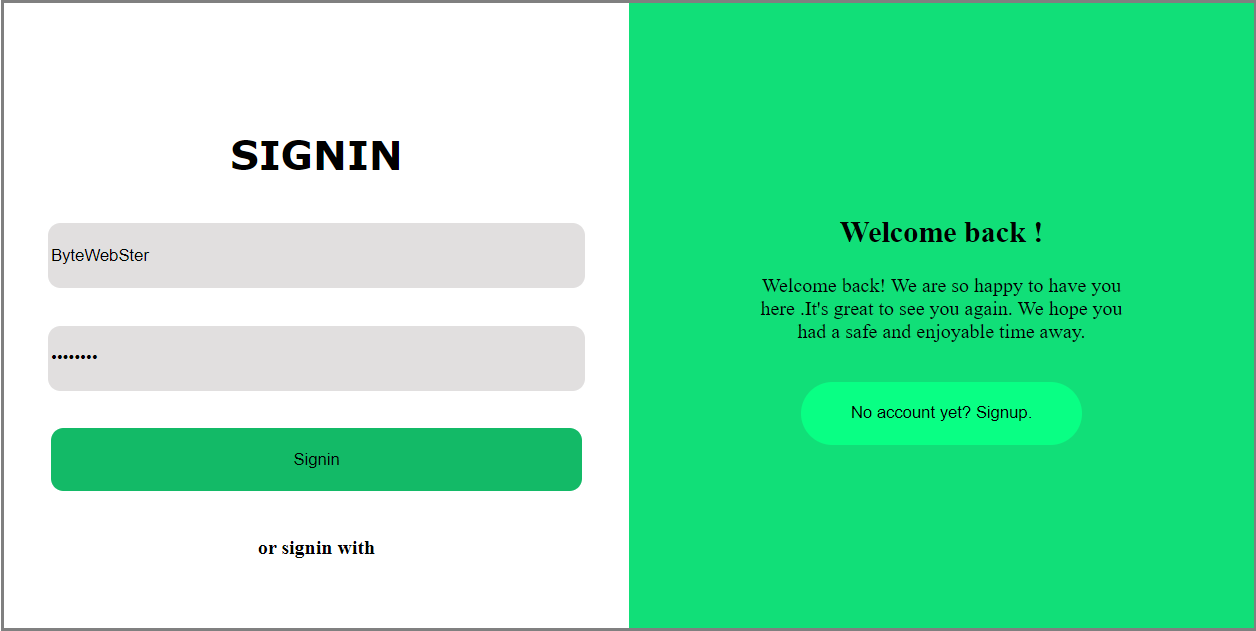 SIGNIN
ByteWebSter
••••••••
Signin
or signin with
Welcome back !
Welcome back! We are so happy to have you
here .It's great to see you again. We hope you
had a safe and enjoyable time away.
No account yet? Signup.